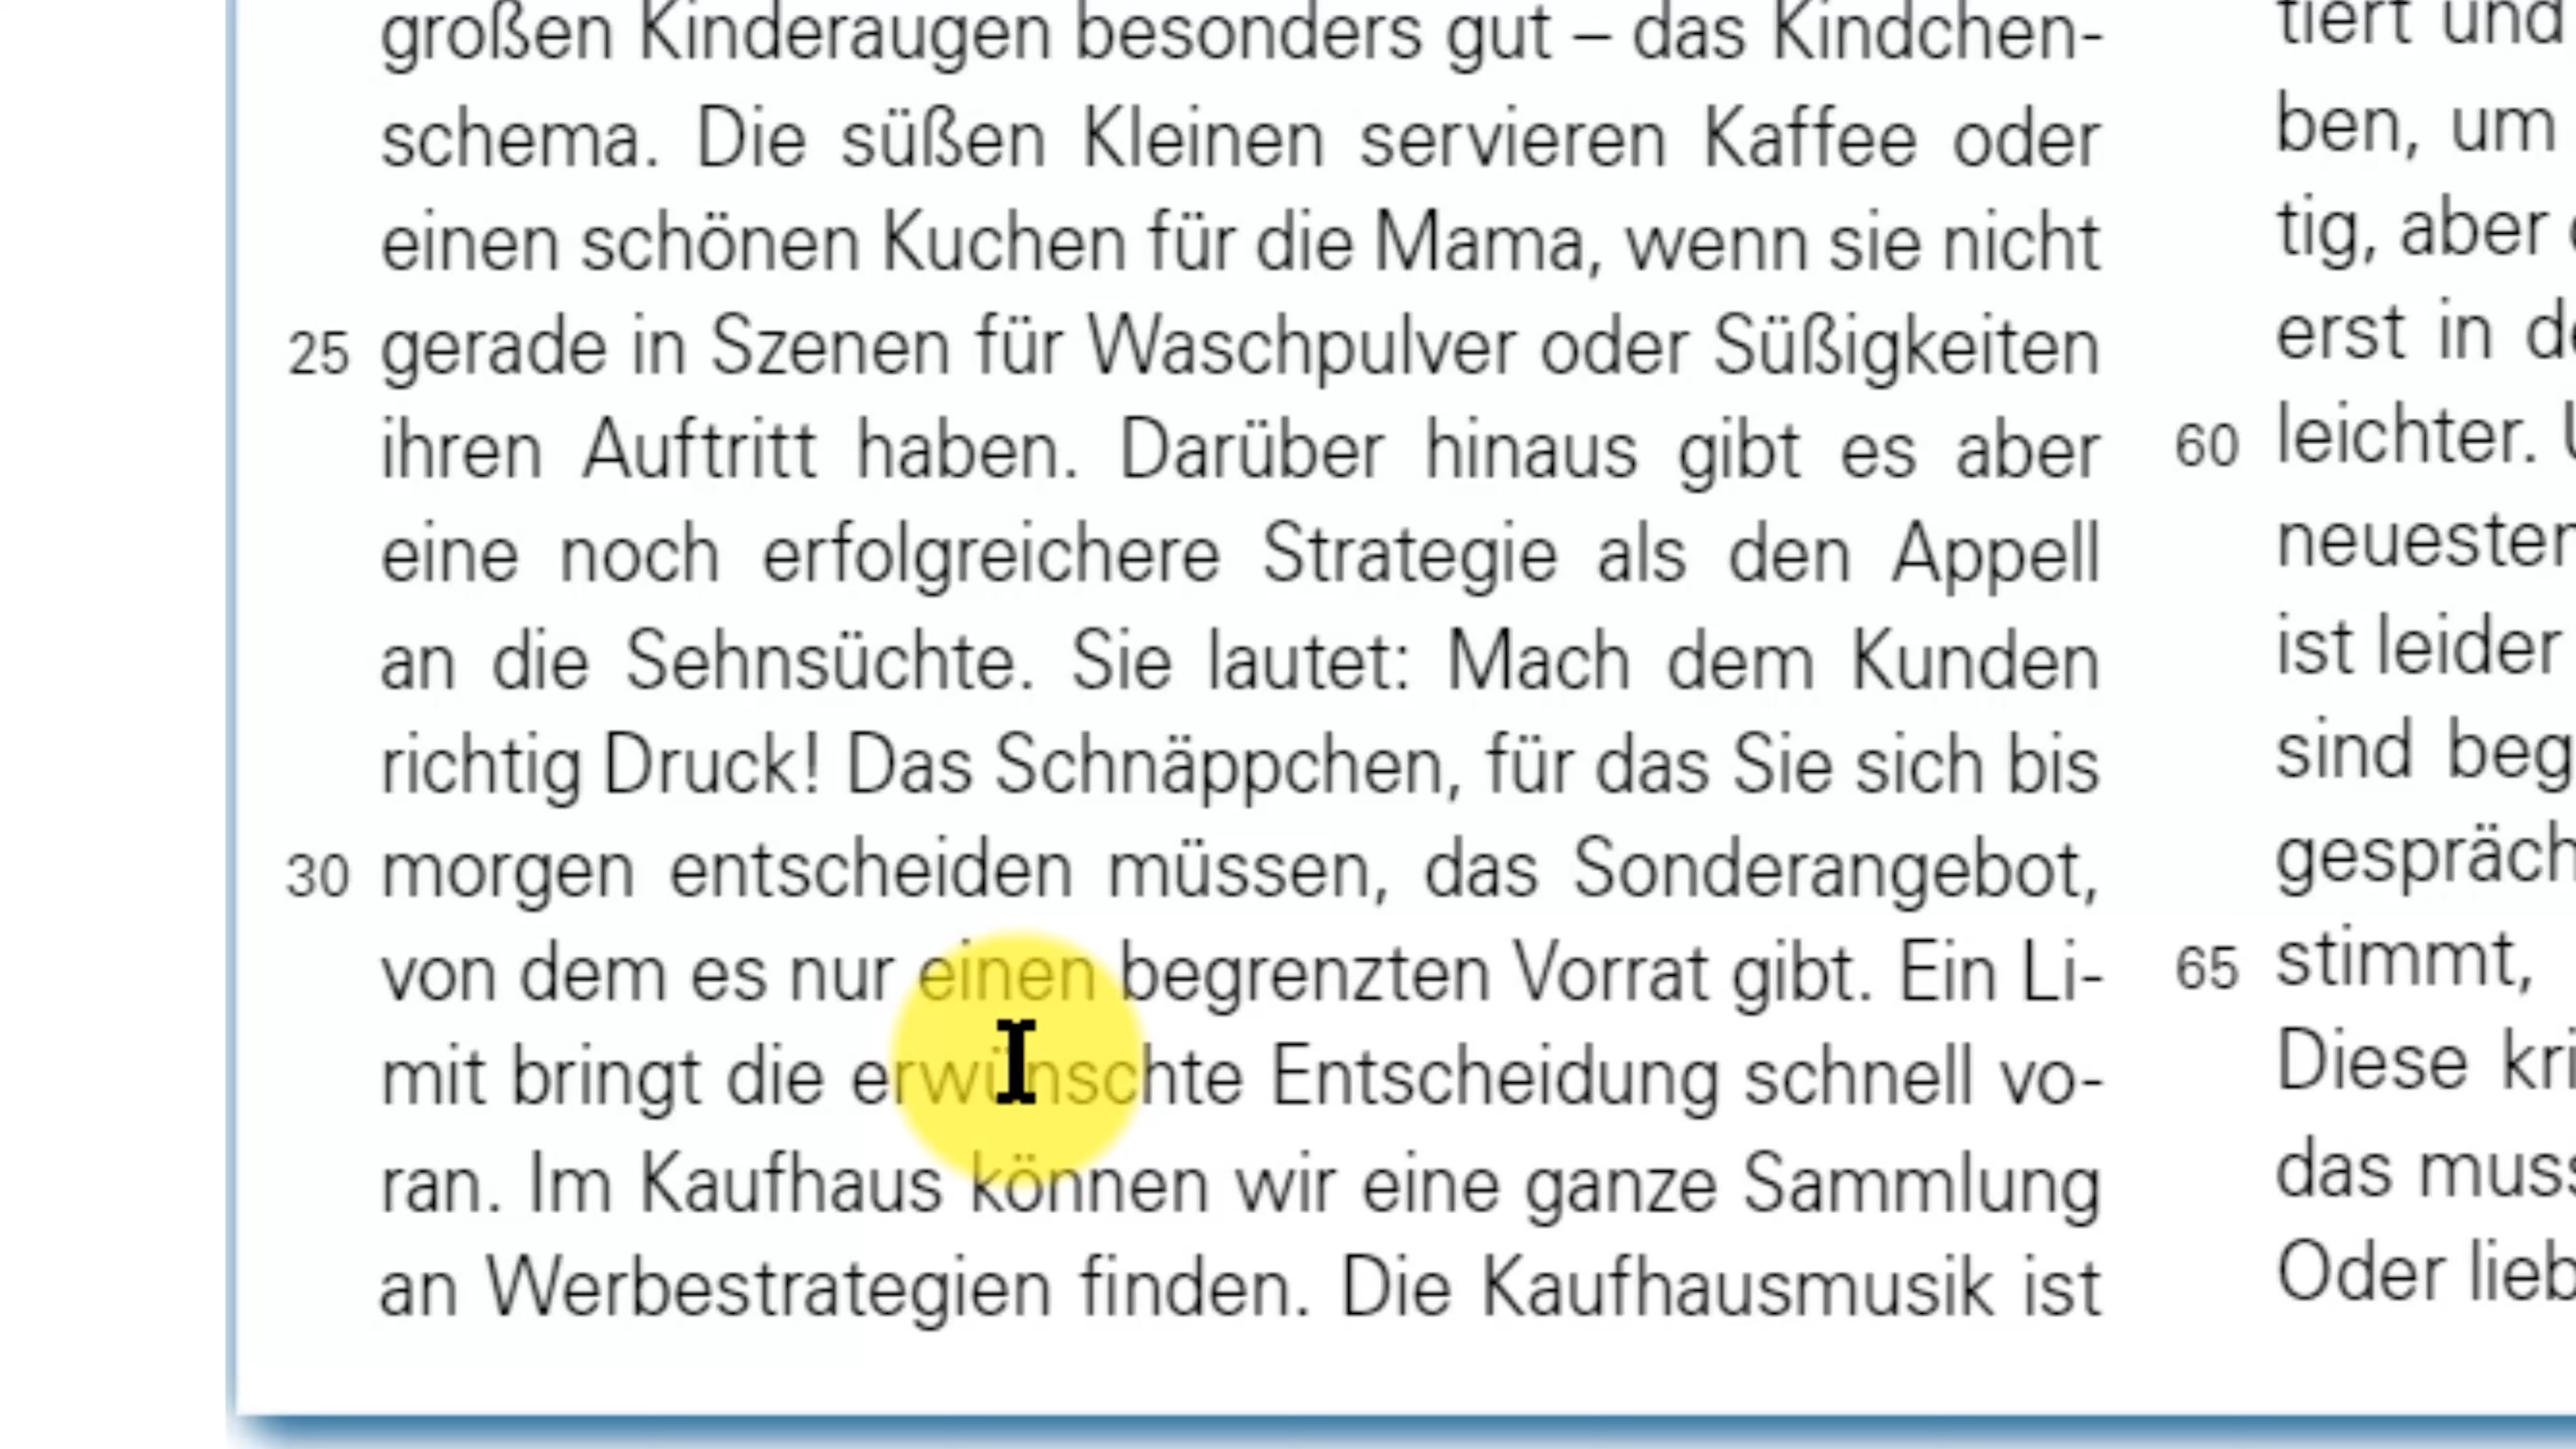 großen Kinderaugen besonders gut – das Kindchen-
schema. Die süßen Kleinen servieren Kaffee oder
einen schönen Kuchen für die Mama, wenn sie nicht
25 gerade in Szenen für Waschpulver oder Süßigkeiten
ihren Auftritt haben. Darüber hinaus gibt es aber
eine noch erfolgreichere Strategie als den Appell
an die Sehnsüchte. Sie lautet: Mach dem Kunden
richtig Druck! Das Schnäppchen, für das Sie sich bis
30 morgen entscheiden müssen, das Sonderangebot,
von dem es nur einen begrenzten Vorrat gibt. Ein Li-
mit bringt die erwünschte Entscheidung schnell vo-
ran. Im Kaufhaus können wir eine ganze Sammlung
an Werbestrategien finden. Die Kaufhausmusik ist
tiert und
ben, um
tig, aber
erst in
60 leichter.
ist leider
sind
65 stimmt,
Diese
das
Oder